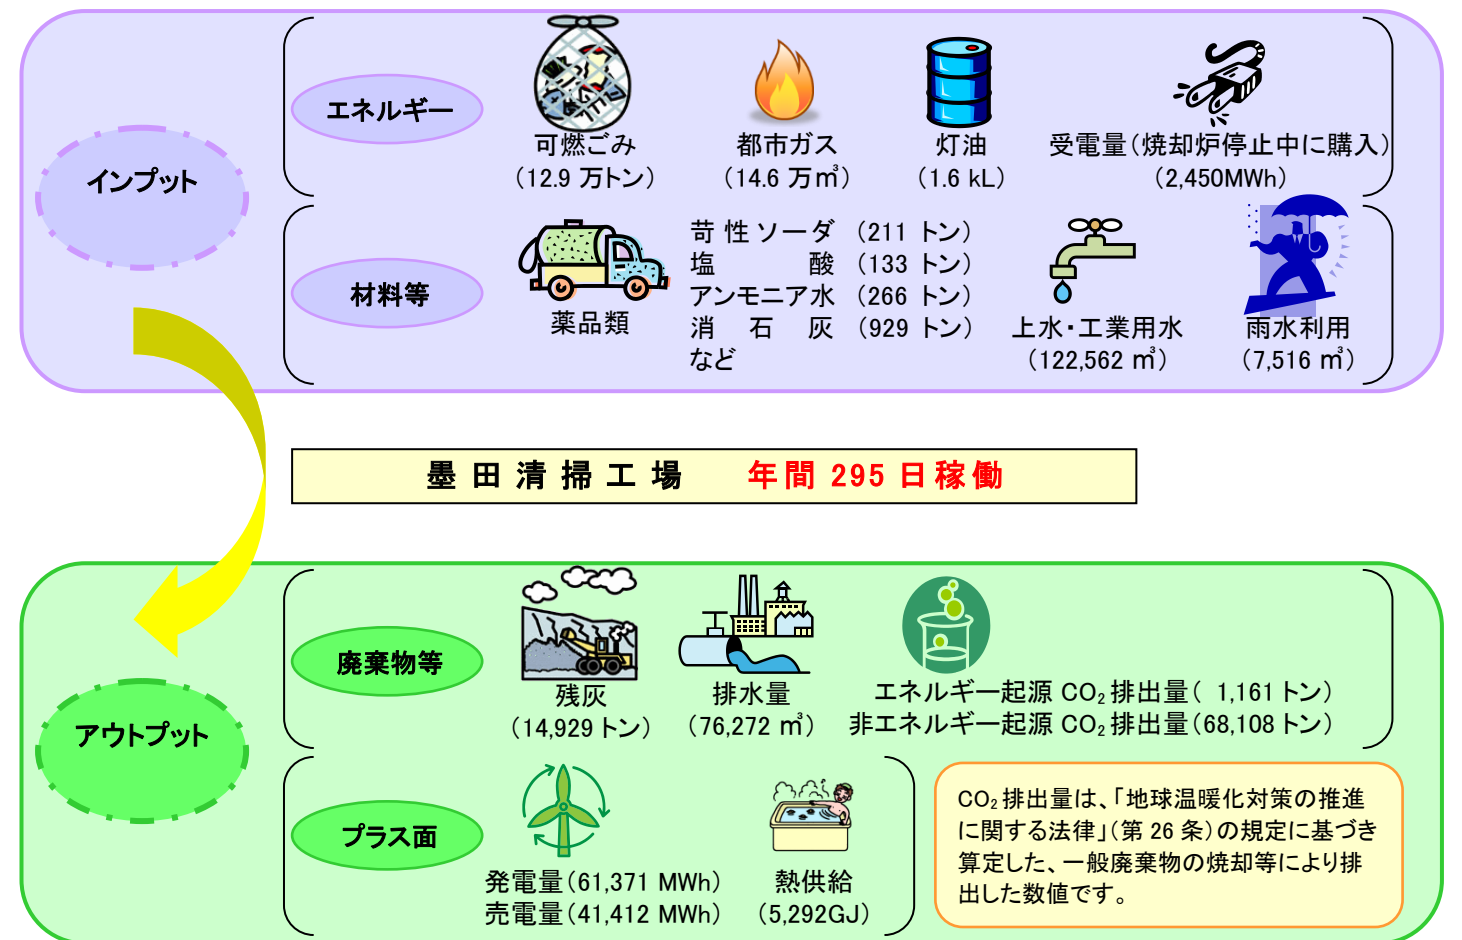 インプット
エネルギー
可燃ごみ
（12.9 万トン）
都市ガス
（14.6 万㎥）
灯油
（1.6 kL）
受電量（焼却炉停止中に購入）
（2,450MWh）
材料等
薬品類
苛性ソーダ （211 トン）
塩酸 （133 トン）
アンモニア水 （266 トン）
消石灰 （929 トン）
など
上水・工業用水
（122,562 ㎥）
雨水利用
（7,516 ㎥）
墨田清掃工場 年間 295 日稼働
アウトプット
廃棄物等
残灰
（14,929 トン）
排水量
（76,272 ㎥）
エネルギー起源 CO₂ 排出量（ 1,161 トン）
非エネルギー起源 CO₂ 排出量（68,108 トン）
プラス面
発電量（61,371 MWh）
売電量（41,412 MWh）
熱供給
（5,292GJ）
CO₂ 排出量は、「地球温暖化対策の推進
に関する法律」（第 26 条）の規定に基づき
算定した、一般廃棄物の焼却等により排
出した数値です。